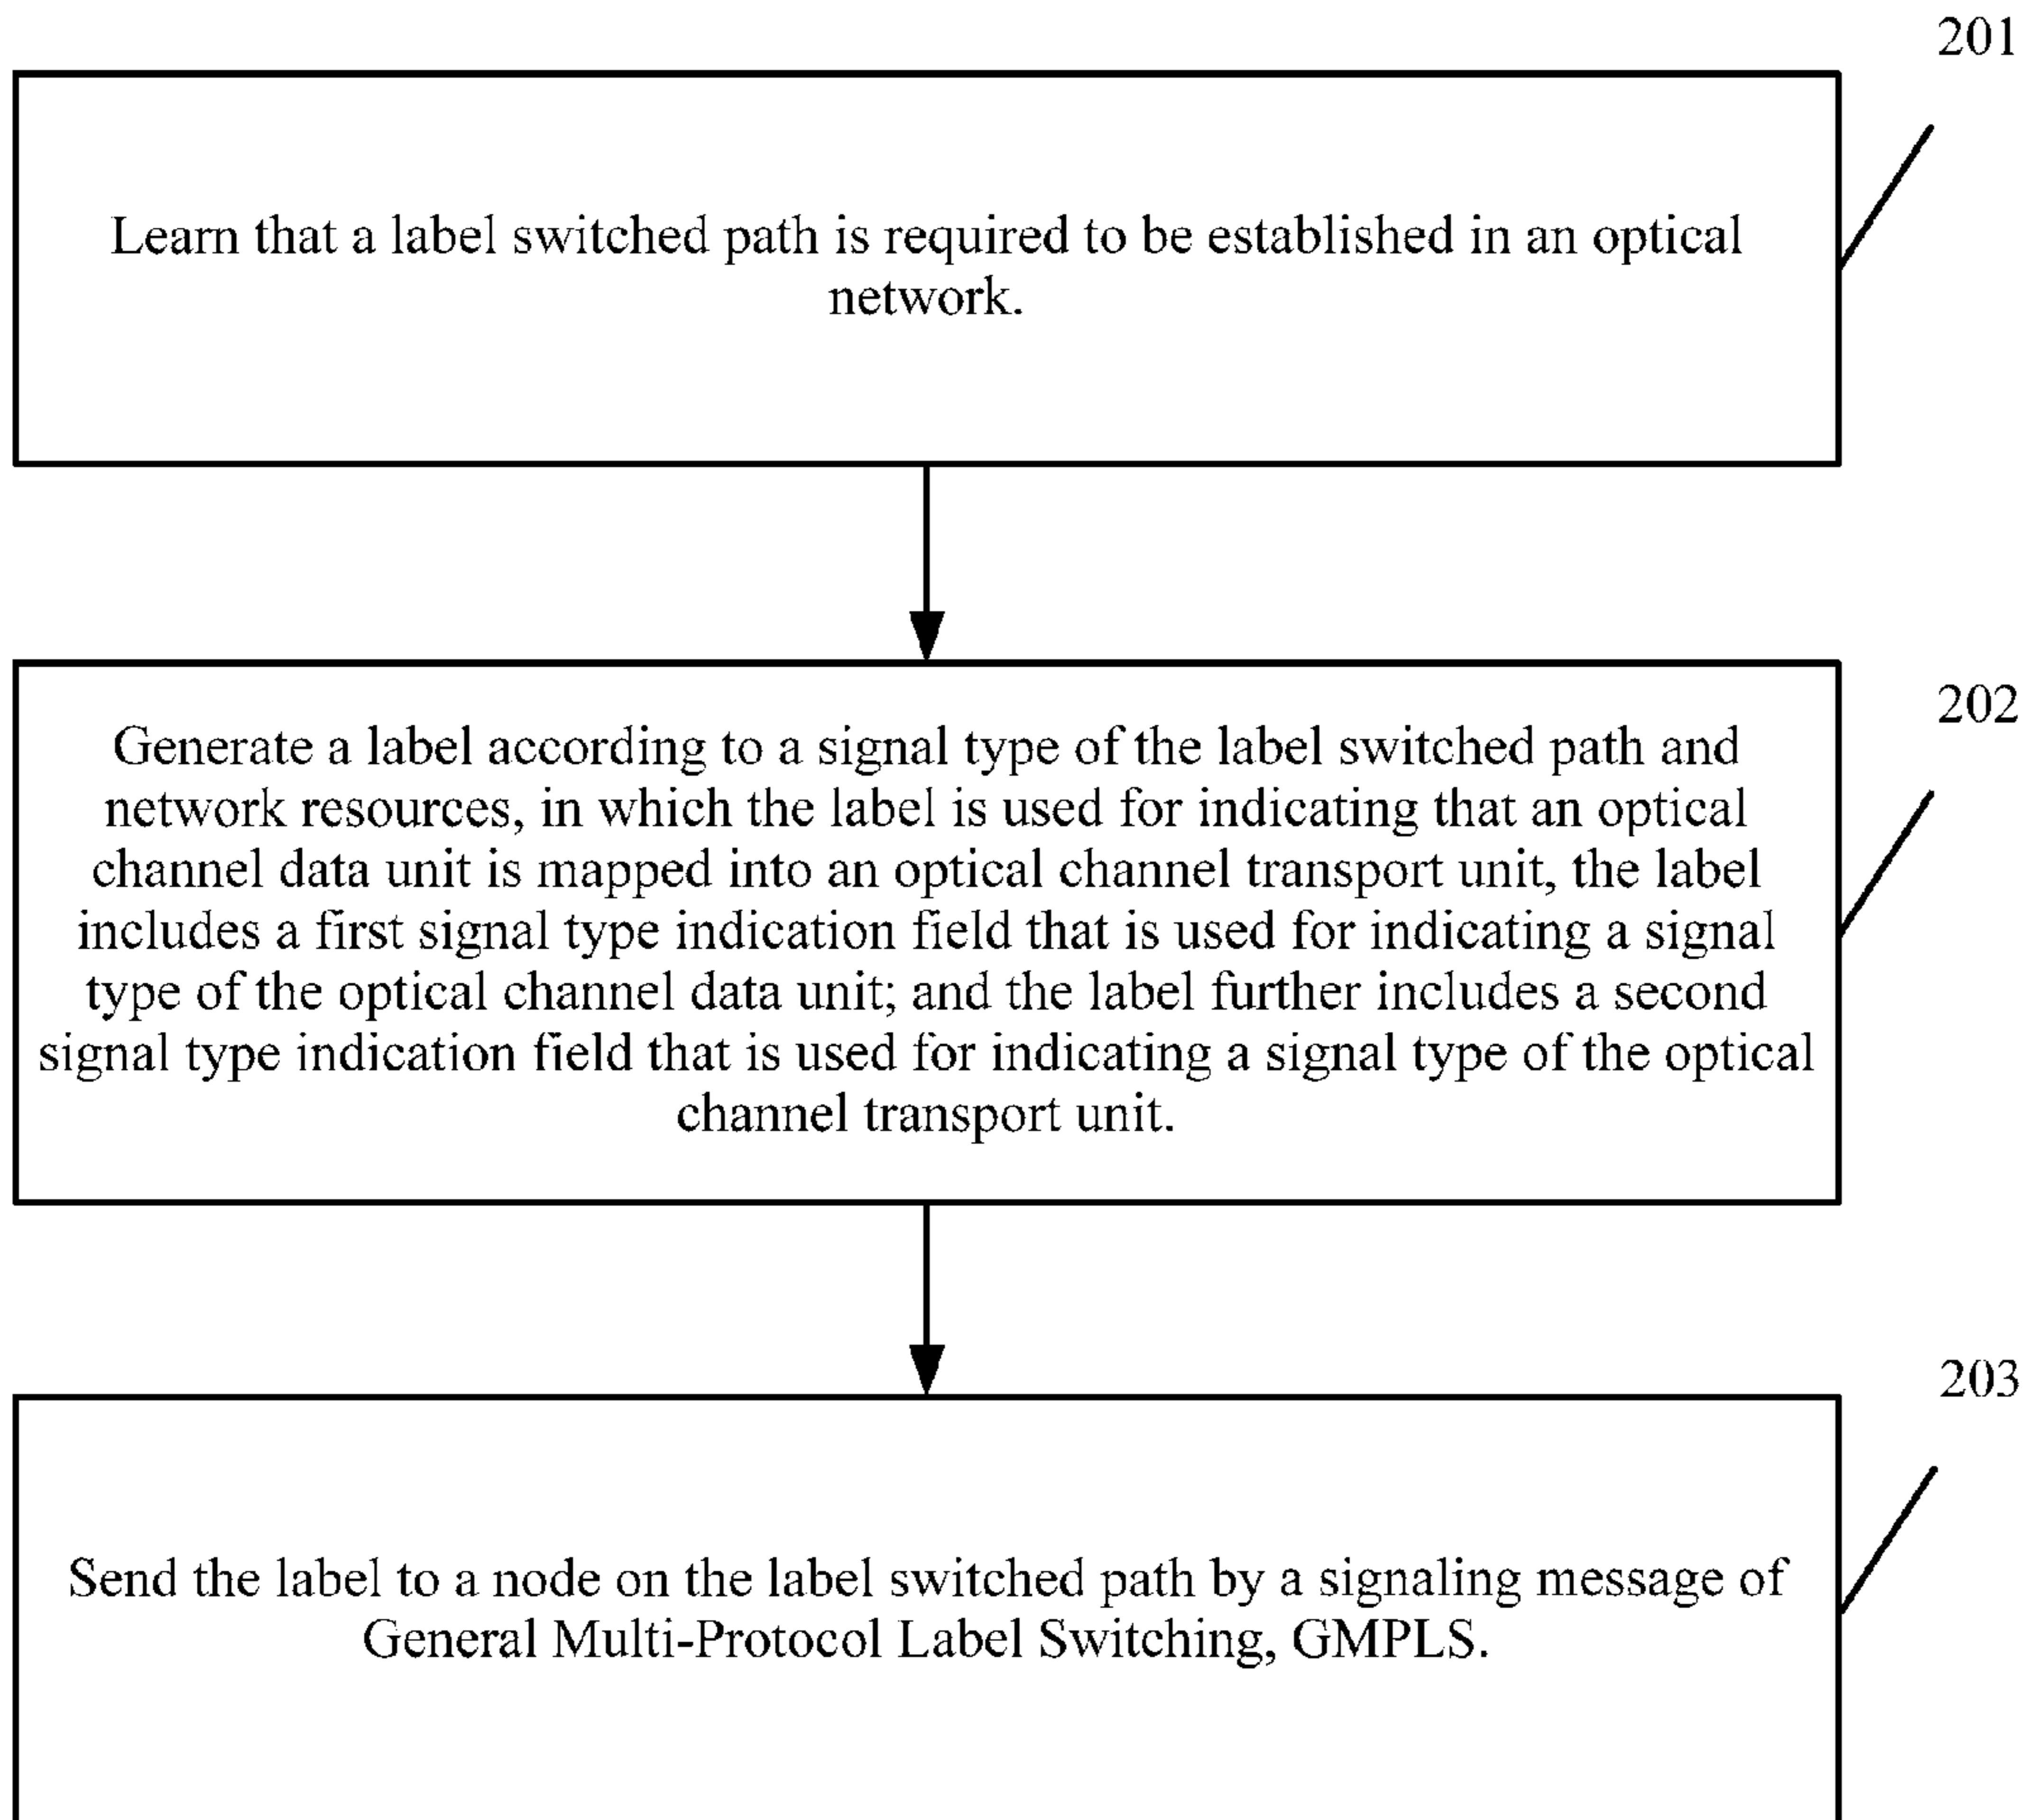 201
Learn that a label switched path is required to be established in an optical
network.
202
Generate a label according to a signal type of the label switched path and
network resources, in which the label is used for indicating that an optical
channel data unit is mapped into an optical channel transport unit, the label
includes a first signal type indication field that is used for indicating a signal
type of the optical channel data unit; and the label further includes a second
signal type indication field that is used for indicating a signal type of the optical
channel transport unit.
203
Send the label to a node on the label switched path by a signaling message of
General Multi-Protocol Label Switching, GMPLS.